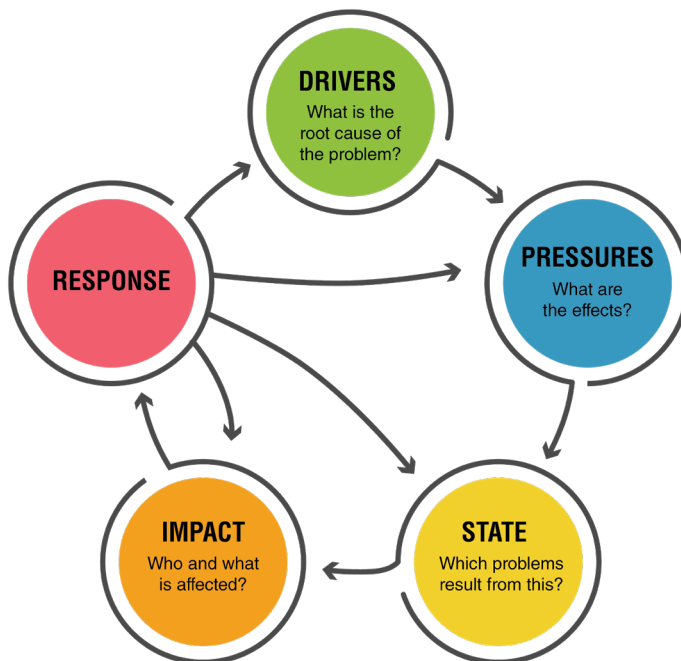 DRIVERS
What is the
root cause of
the problem?
PRESSURES
What are
the effects?
RESPONSE
IMPACT
Who and what
is affected?
STATE
Which problems
result from this?